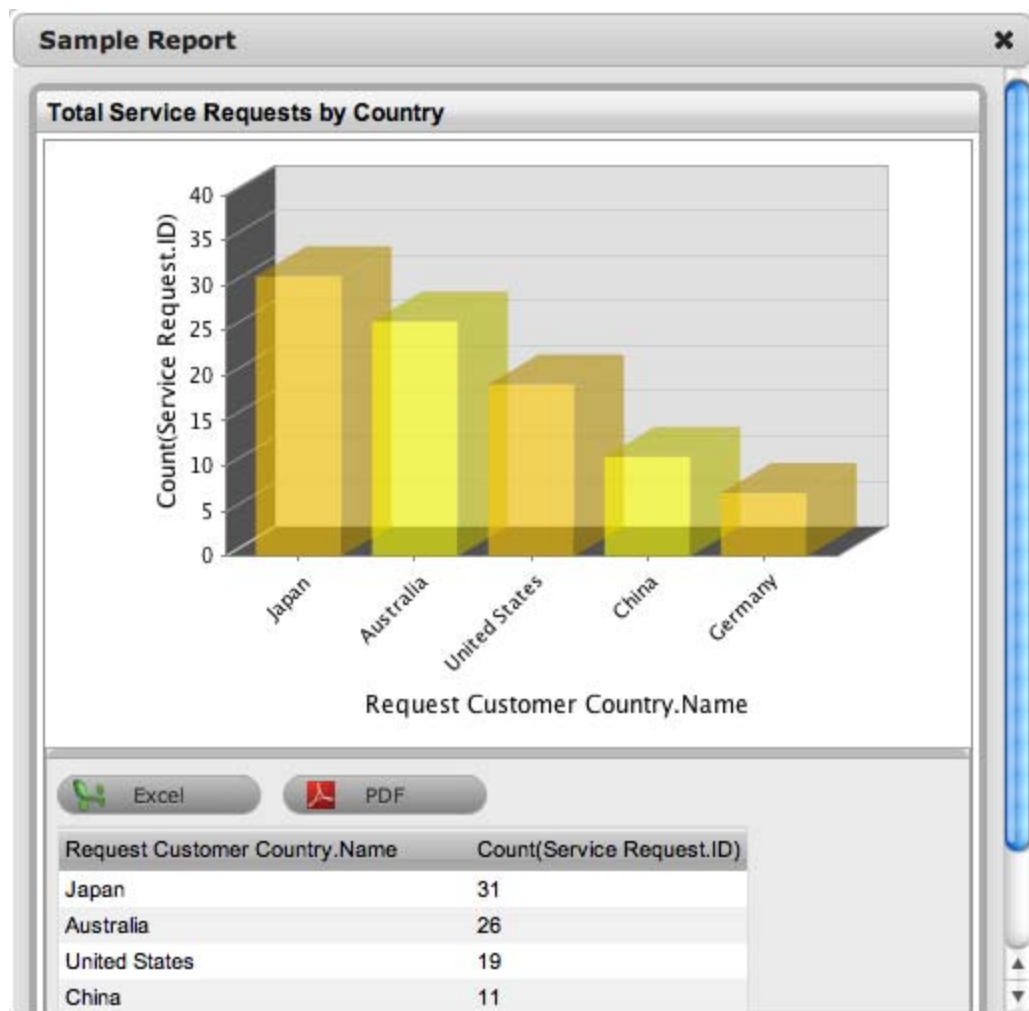 Sample Report ✖
Total Service Requests by Country
Count(Service Request.ID)
40
35
30
25
20
15
10
5
0
Japan
Australia
United States
China
Germany
Request Customer Country.Name
Excel PDF
Request Customer Country.Name Count(Service Request.ID)
Japan 31
Australia 26
United States 19
China 11